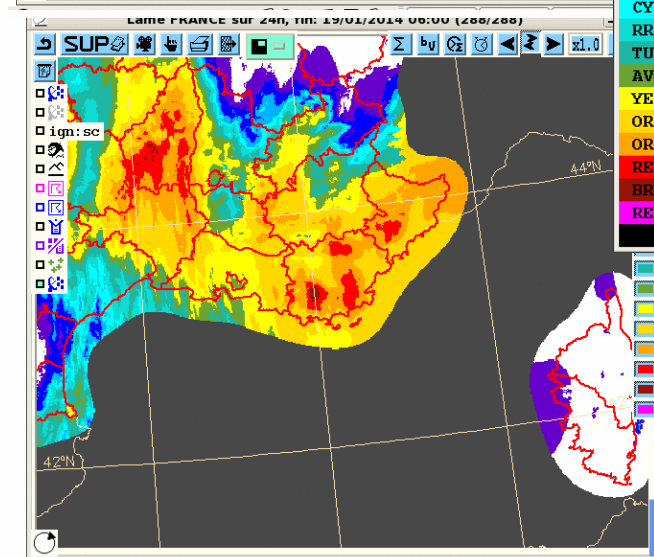 Lame FRANCE sur 24h, fin: 19/01/2014 06:00 (288/288)
SUP
Σ
bυ
x1.0
ign:sc
CY
RR
TU
AV
YE
OR
OR
RE
BR
RE
44°N
42°N